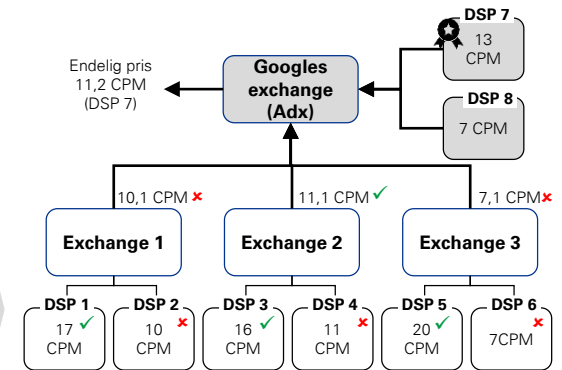 DSP 7
13
CPM
Endelig pris
11,2 CPM
(DSP 7)
Googles
exchange
(Adx)
DSP 8
7 CPM
10,1 CPM
11,1 CPM
7,1 CPM
Exchange 1
Exchange 2
Exchange 3
DSP 1
17
CPM
DSP 2
10
CPM
DSP 3
16
CPM
DSP 4
11
CPM
DSP 5
20
CPM
DSP 6
7CPM